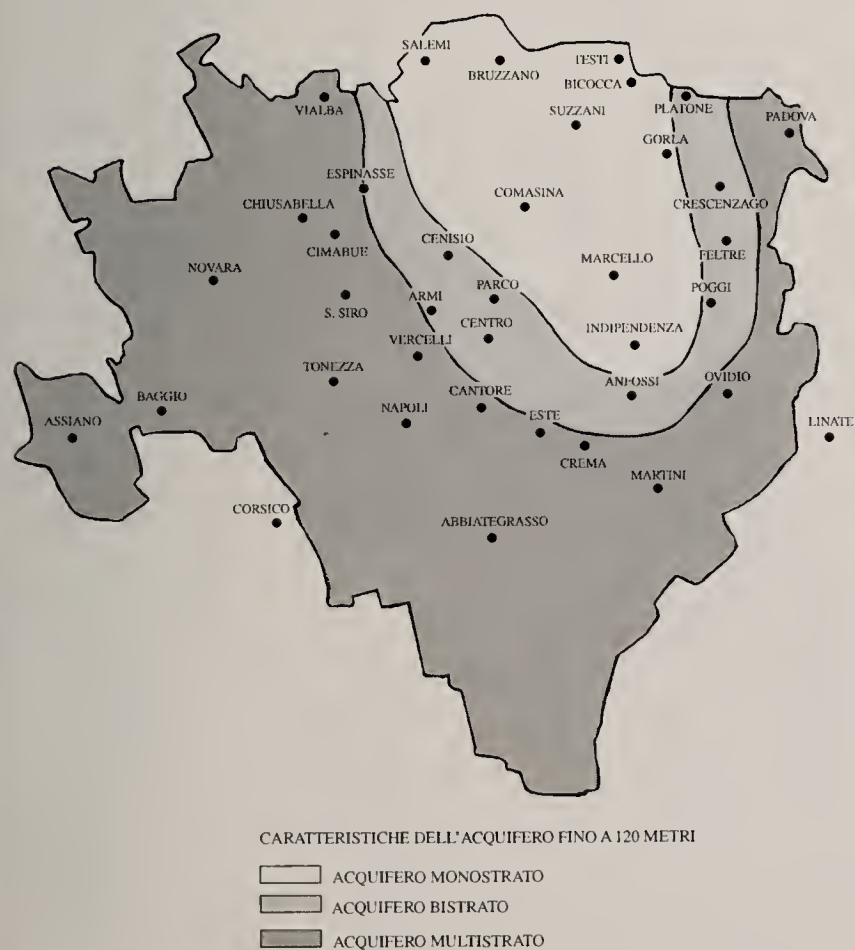 SALEMI
TESTI
BRUZZANO
BICOCCA
VIALBA
PLATONE
SUZZANI
PADOVA
GORLA
ESPINASSE
CHIUSABELLA
COMASINA
CRESCENZAGO
CIMABUE
CENISIO
FELTRE
NOVARA
MARCELLO
PARCO
ARMI
POGGI
S. SIRO
CENTRO
INDIPENDENZA
VERCELLI
TONEZZA
ANFOSSI
OVIDIO
BAGGIO
CANTORE
NAPOLI
ESTE
ASSIANO
LINATE
CREMA
MARTINI
CORSICO
ABBIATEGRASSO
CARATTERISTICHE DELL'ACQUIFERO FINO A 120 METRI
ACQUIFERO MONOSTRATO
ACQUIFERO BISTRATO
ACQUIFERO MULTISTRATO